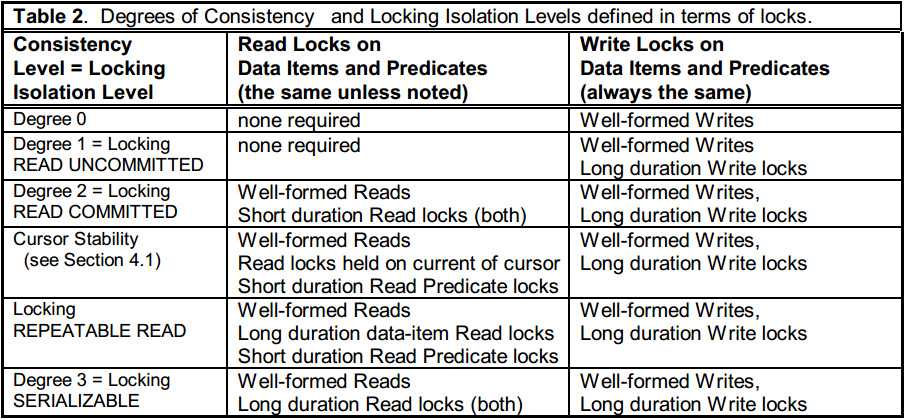 Table 2. Degrees of Consistency and Locking Isolation Levels defined in terms of locks.
Consistency
Level = Locking
Isolation Level
Read Locks on
Data Items and Predicates
(the same unless noted)
Write Locks on
Data Items and Predicates
(always the same)
Degree 0
none required
Well-formed Writes
Degree 1 = Locking
READ UNCOMMITTED
none required
Well-formed Writes
Long duration Write locks
Degree 2 = Locking
READ COMMITTED
Well-formed Reads
Short duration Read locks (both)
Well-formed Writes,
Long duration Write locks
Cursor Stability
(see Section 4.1)
Well-formed Reads
Read locks held on current of cursor
Short duration Read Predicate locks
Well-formed Writes,
Long duration Write locks
Locking
REPEATABLE READ
Well-formed Reads
Long duration data-item Read locks
Short duration Read Predicate locks
Well-formed Writes,
Long duration Write locks
Degree 3 = Locking
SERIALIZABLE
Well-formed Reads
Long duration Read locks (both)
Well-formed Writes,
Long duration Write locks